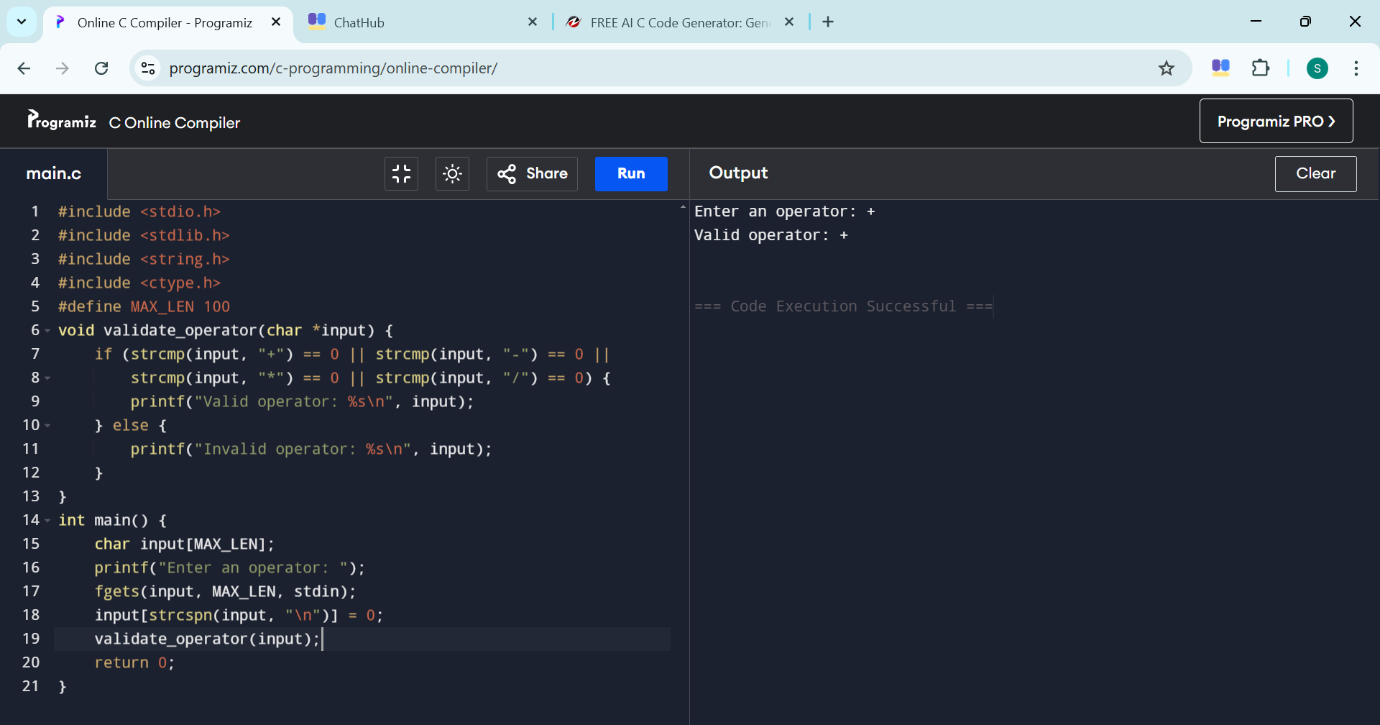 Online C Compiler - Programiz
ChatHub
FREE AI C Code Generator: Gen
programiz.com/c-programming/online-compiler/
S
Programiz C Online Compiler
Programiz PRO >
main.c
Share
Run
Output
Clear
1 #include <stdio.h>
2 #include <stdlib.h>
3 #include <string.h>
4 #include <ctype.h>
5 #define MAX_LEN 100
6 void validate_operator(char *input) {
7 if (strcmp(input, "+") == 0 || strcmp(input, "-") == 0 ||
8 strcmp(input, "*") == 0 || strcmp(input, "/") == 0) {
9 printf("Valid operator: %s\n", input);
10 } else {
11 printf("Invalid operator: %s\n", input);
12 }
13 }
14 int main() {
15 char input[MAX_LEN];
16 printf("Enter an operator: ");
17 fgets(input, MAX_LEN, stdin);
18 input[strcspn(input, "\n")] = 0;
19 validate_operator(input);
20 return 0;
21 }
Enter an operator: +
Valid operator: +
=== Code Execution Successful ===